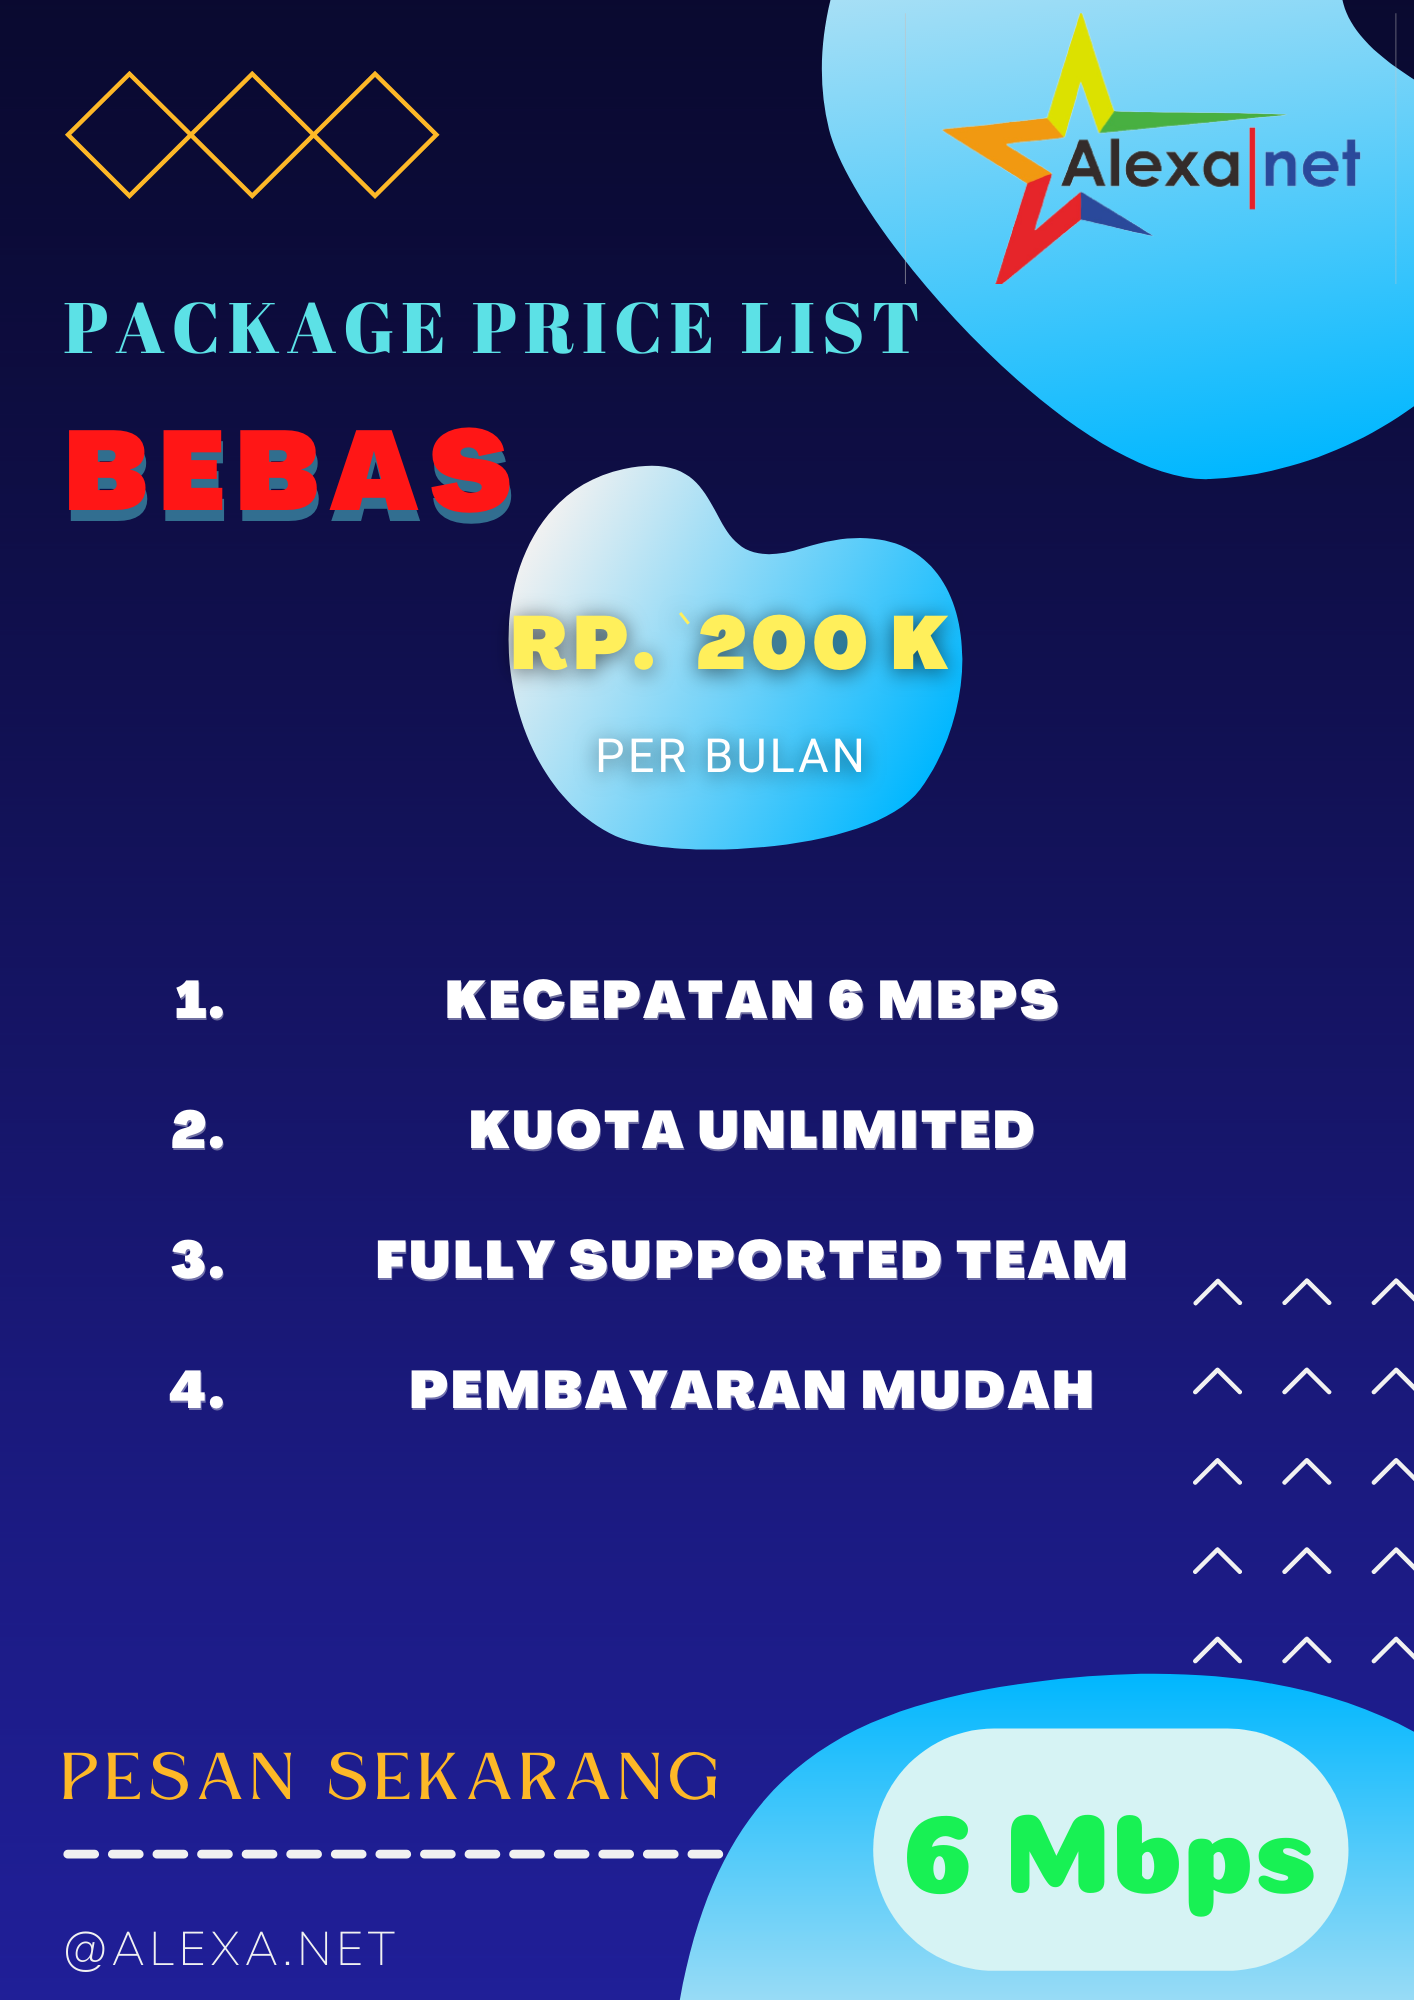 Alexa|net
PACKAGE PRICE LIST
BEBAS
RP. `200 K
PER BULAN
1. KECEPATAN 6 MBPS
2. KUOTA UNLIMITED
3. FULLY SUPPORTED TEAM
4. PEMBAYARAN MUDAH
PESAN SEKARANG
6 Mbps
@ALEXA.NET